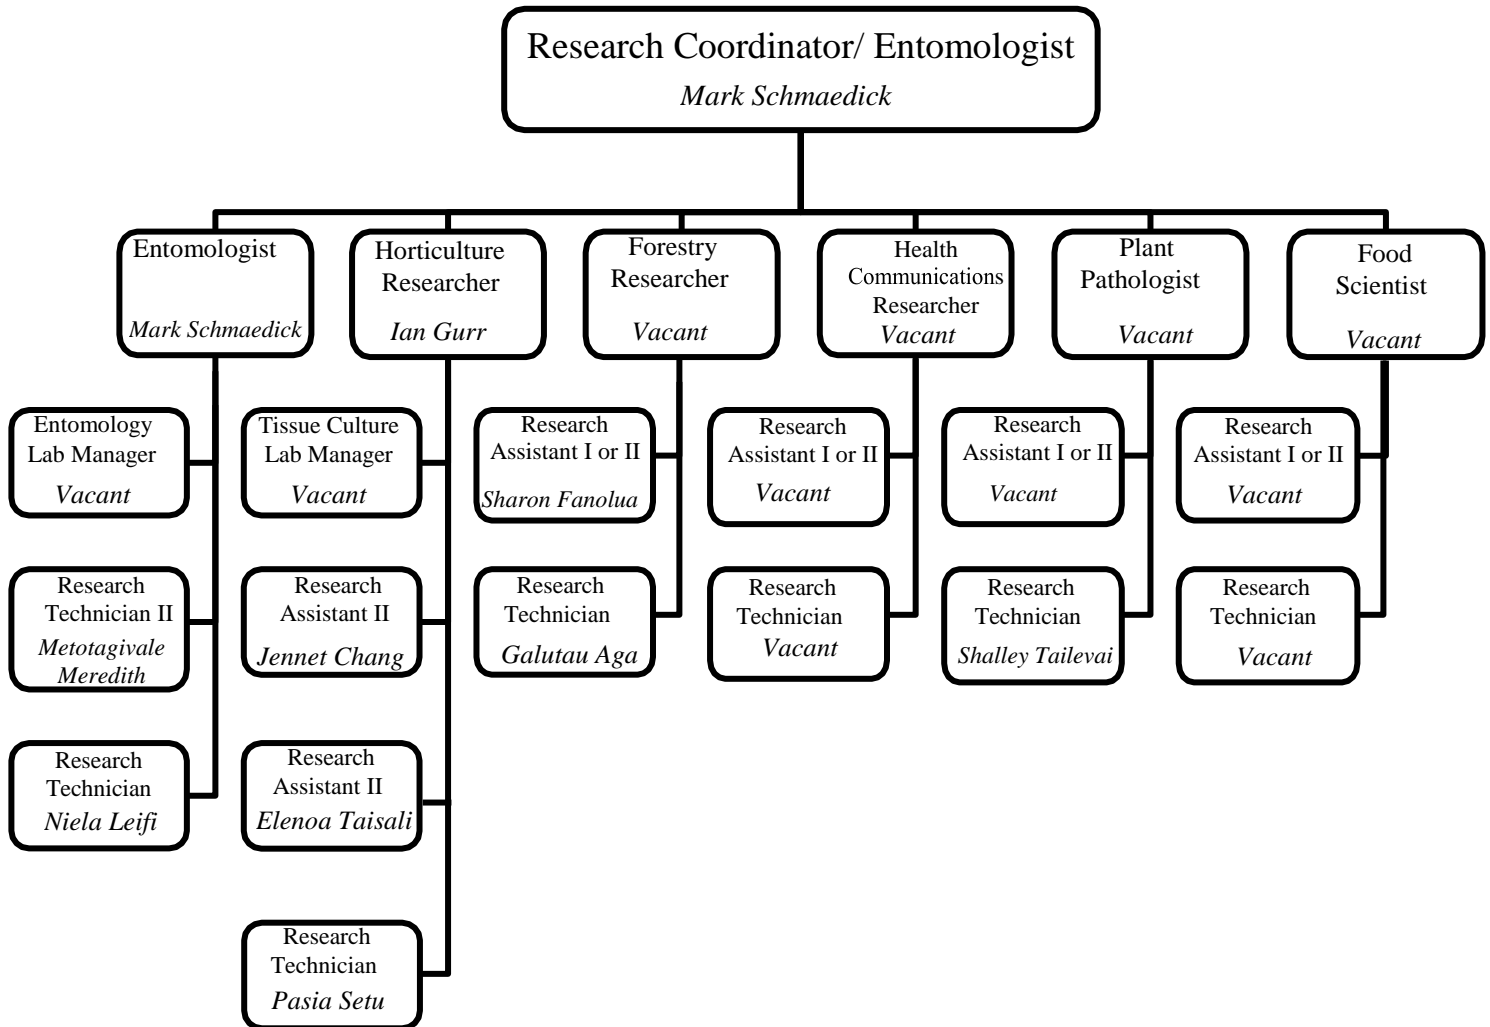 Research Coordinator/ Entomologist
Mark Schmaedick
Entomologist
Mark Schmaedick
Horticulture
Researcher
Ian Gurr
Forestry
Researcher
Vacant
Health
Communications
Researcher
Vacant
Plant
Pathologist
Vacant
Food
Scientist
Vacant
Entomology
Lab Manager
Vacant
Tissue Culture
Lab Manager
Vacant
Research
Assistant I or II
Sharon Fanolua
Research
Assistant I or II
Vacant
Research
Assistant I or II
Vacant
Research
Assistant I or II
Vacant
Research
Technician II
Metotagivale
Meredith
Research
Assistant II
Jennet Chang
Research
Technician
Galutau Aga
Research
Technician
Vacant
Research
Technician
Shalley Tailevai
Research
Technician
Vacant
Research
Technician
Niela Leifi
Research
Assistant II
Elenoa Taisali
Research
Technician
Pasia Setu